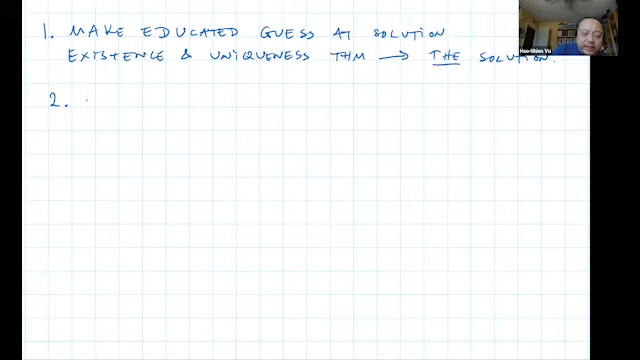 1. MAKE EDUCATED GUESS AT SOLUTION
EXISTENCE & UNIQUENESS THM → THE SOLUTION.
2.
Hao-Nhien Vu